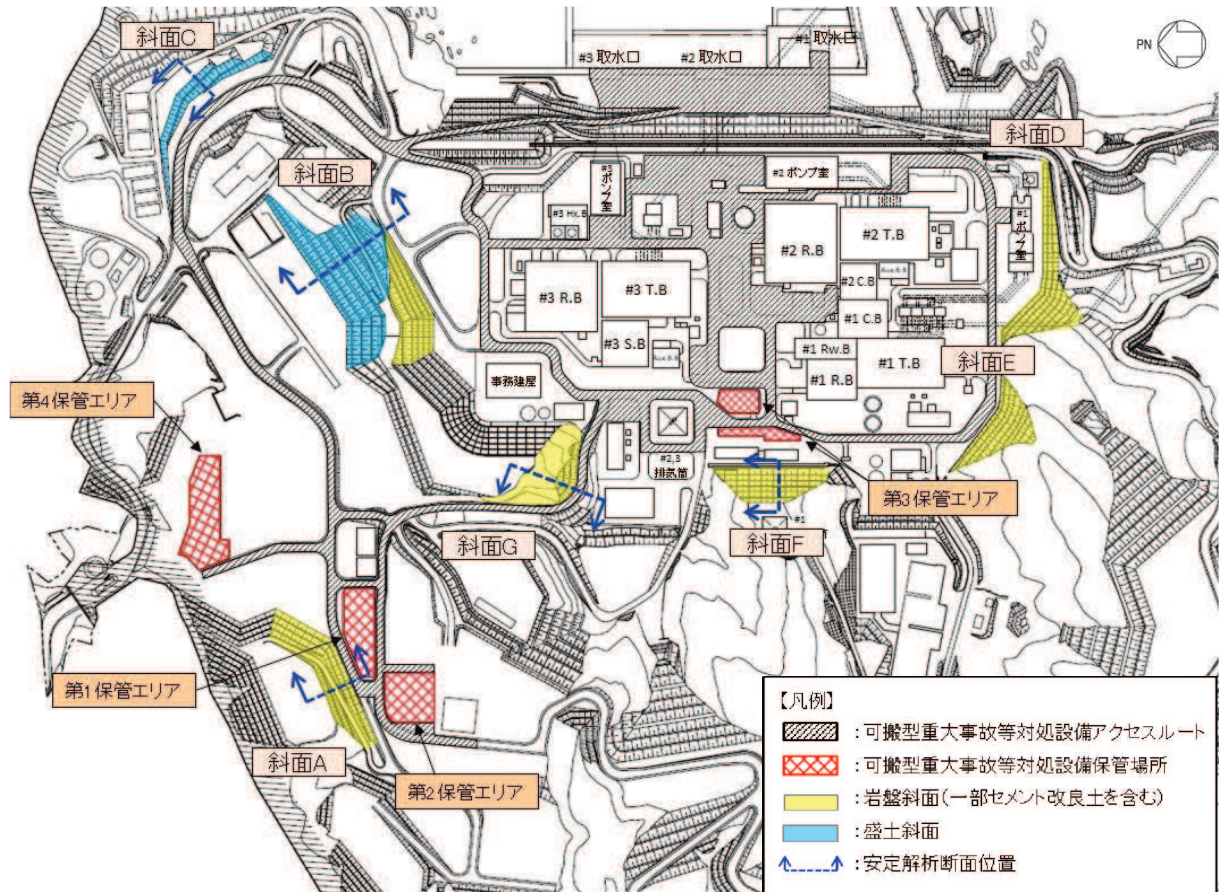 斜面C
#1 取水口
#3 取水口
#2 取水口
PN
斜面D
斜面B
#3 ポンプ室
#2 ポンプ室
#3 Hx.B
#1 ポンプ室
#2 R.B
#2 T.B
#3 R.B
#3 T.B
#2 C.B
Aux.B.B
#1 C.B
#3 S.B
Aux.B.B
#1 Rw.B
斜面E
#1 T.B
#1 R.B
事務建屋
第4保管エリア
#2,3
排気筒
第3保管エリア
#1
斜面G
斜面F
第1保管エリア
斜面A
第2保管エリア
【凡例】
:可搬型重大事故等対処設備アクセスルート
:可搬型重大事故等対処設備保管場所
:岩盤斜面(一部セメント改良土を含む)
:盛土斜面
:安定解析断面位置